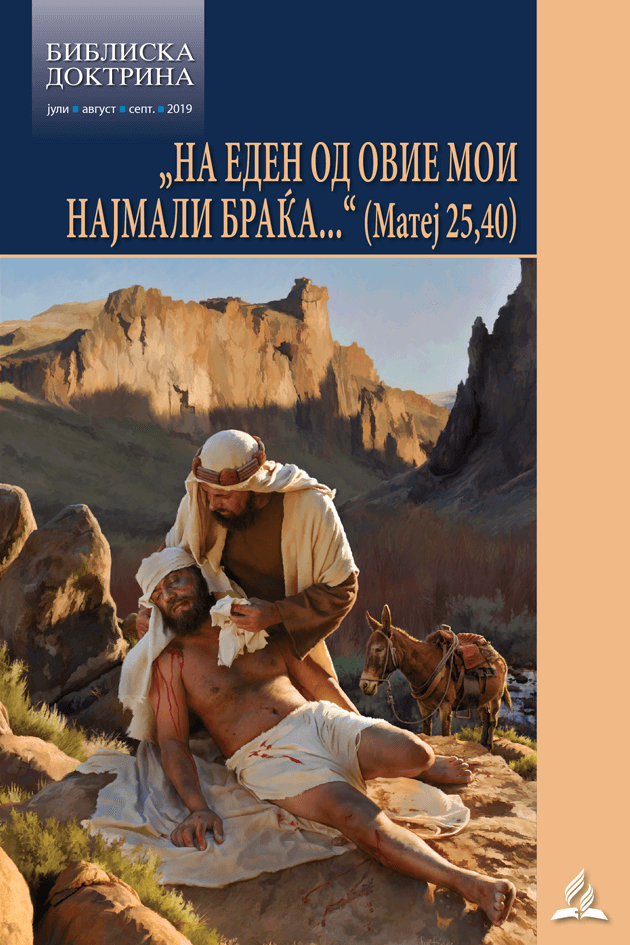 БИБЛИСКА
ДОКТРИНА
јули ■ август ■ септ. ■ 2019
„НА ЕДЕН ОД ОВИЕ МОИ
НАЈМАЛИ БРАЌА...“ (Матеј 25,40)